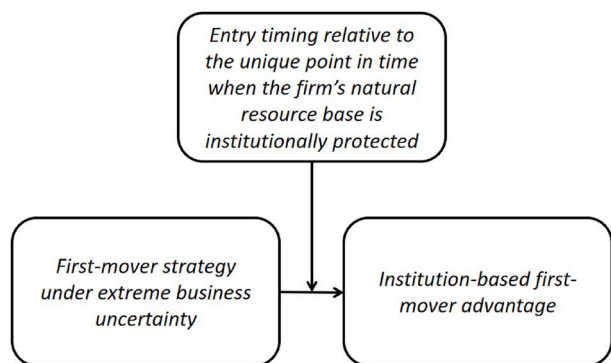 Entry timing relative to
the unique point in time
when the firm's natural
resource base is
institutionally protected
First-mover strategy
under extreme business
uncertainty
Institution-based first-
mover advantage